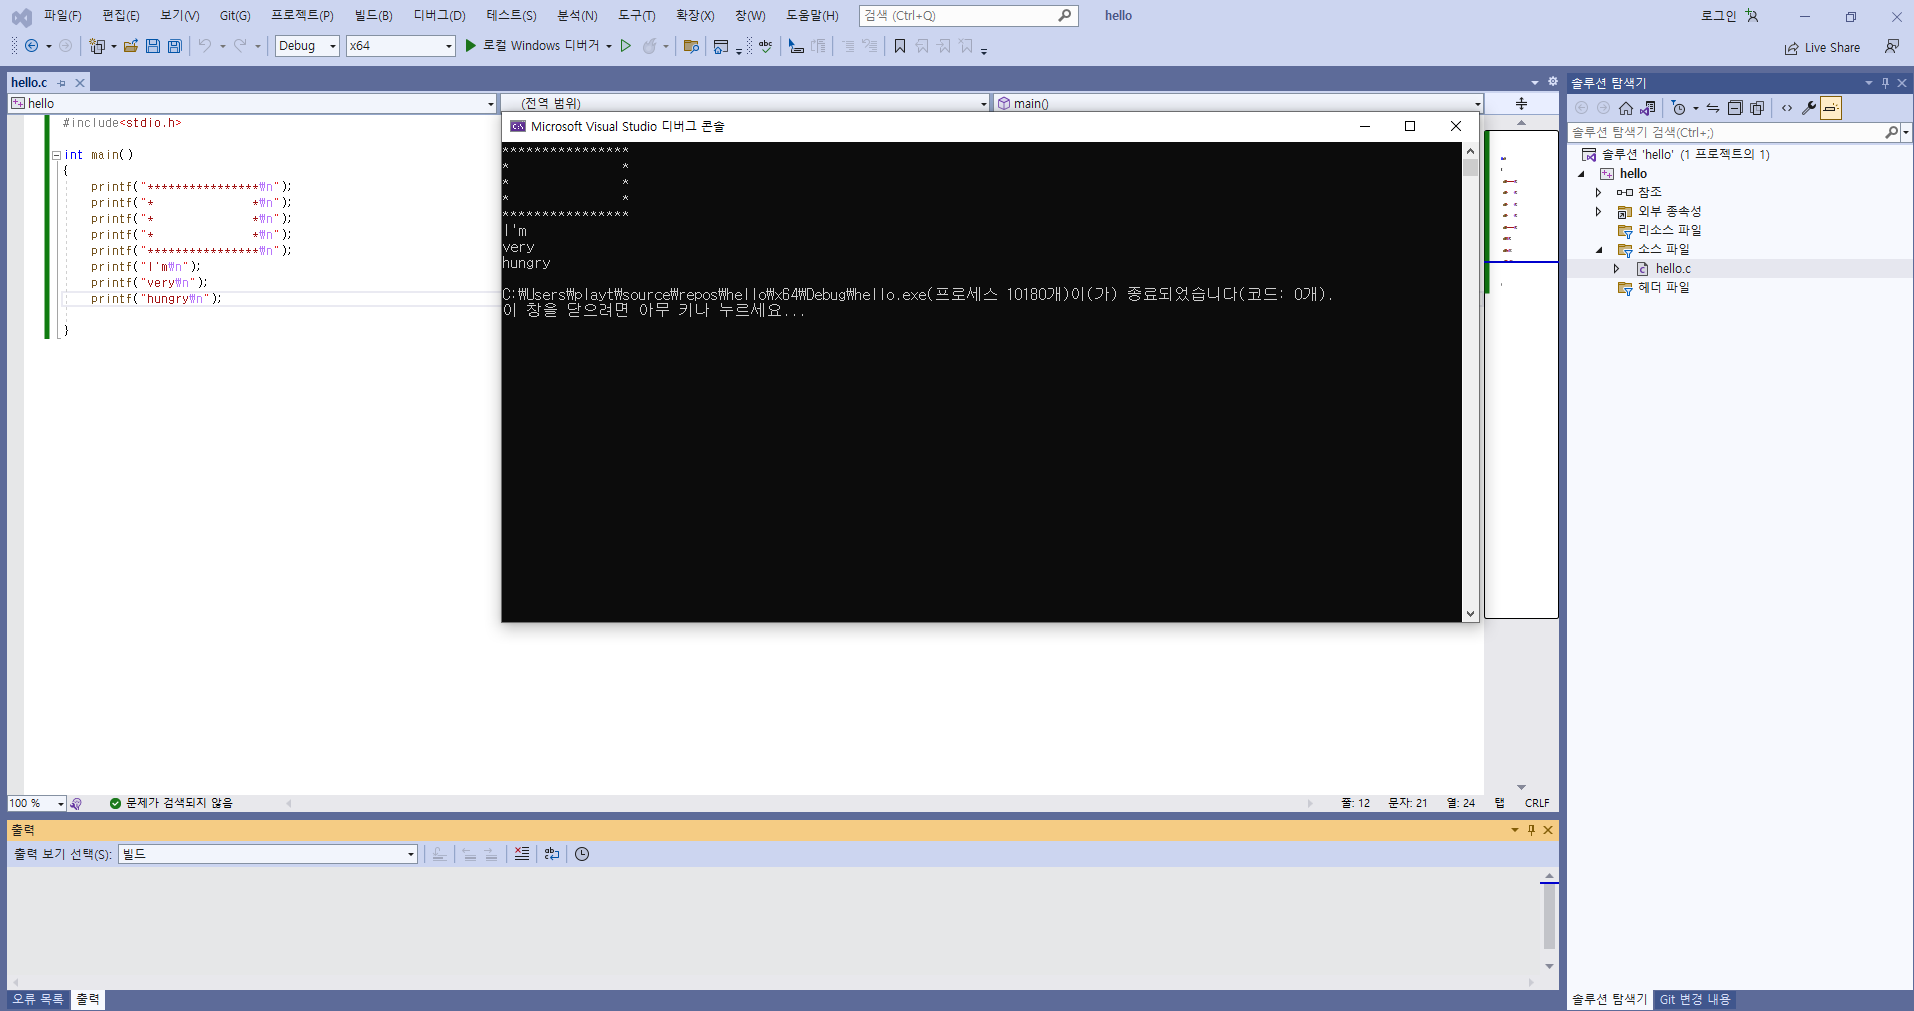 파일(F) 편집(E) 보기(V) Git(G) 프로젝트(P) 빌드(B) 디버그(D) 테스트(S) 분석(N) 도구(T) 확장(X) 창(W) 도움말(H) 검색 (Ctrl+Q) hello 로그인
Debug x64 로컬 Windows 디버거 Live Share
hello.c
hello (전역 범위) main()
#include<stdio.h>
int main()
{
printf("****************\n");
printf("*              *\n");
printf("*              *\n");
printf("*              *\n");
printf("****************\n");
printf("I'm\n");
printf("very\n");
printf("hungry\n");
}
Microsoft Visual Studio 디버그 콘솔
****************
*              *
*              *
*              *
****************
I'm
very
hungry
C:\Users\playt\source\repos\hello\x64\Debug\hello.exe(프로세스 10180개)이(가) 종료되었습니다(코드: 0개).
이 창을 닫으려면 아무 키나 누르세요...
100 % 문제가 검색되지 않음 줄: 12 문자: 21 열: 24 탭 CRLF
출력
출력 보기 선택(S): 빌드
오류 목록 출력
솔루션 탐색기
솔루션 탐색기 검색(Ctrl+;)
솔루션 'hello' (1 프로젝트의 1)
hello
참조
외부 종속성
리소스 파일
소스 파일
hello.c
헤더 파일
솔루션 탐색기 Git 변경 내용